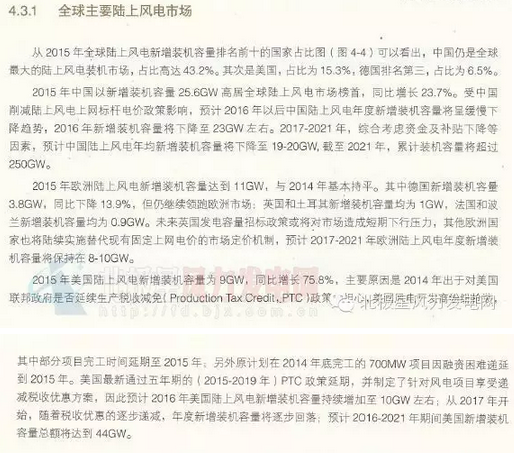 4.3.1 全球主要陆上风电市场
从 2015 年全球陆上风电新增装机容量排名前十的国家占比图（图 4-4）可以看出，中国仍是全球
最大的陆上风电装机市场，占比高达 43.2%。其次是美国，占比为 15.3%，德国排名第三，占比为 6.5%。
2015 年中国以新增装机容量 25.6GW 高居全球风电市场榜首，同比增长 23.7%。受中国
削减陆上风电上网标杆电价政策影响，预计 2016 年以后中国陆上风电年度新增装机容量将呈缓慢下
降趋势，2016 年新增装机容量将下降至 23GW 左右。2017-2021 年，综合考虑资金及补贴下降等
因素，预计中国陆上风电年均新增装机容量将下降至 19-20GW, 截至 2021 年，累计装机容量将超过
250GW。
2015 年欧洲陆上风电新增装机容量达到 11GW，与 2014 年基本持平。其中德国新增装机容量
3.8GW，同比下降 13.9%，但仍继续领跑欧洲市场；英国和土耳其新增装机容量均为 1GW，法国和波
兰新增装机容量均为 0.9GW。未来英国发电容量招标政策或将对市场造成短期下行压力，其他欧洲国
家也将陆续实施替代现有固定上网电价的市场定价机制，预计 2017-2021 年欧洲陆上风电年度新增装
机容量将保持在 8-10GW。
2015 年美国陆上风电新增装机容量为 9GW，同比增长 75.8%，主要原因是 2014 年出于对美国
联邦政府是否延续生产税收减免（Production Tax Credit，PTC）政策
北极星风力发电网
其中部分项目完工时间延期至 2015 年；另外原计划在 2014 年底完工的 700MW 项目因融资困难延迟
到 2015 年。美国最新通过五年期的（2015-2019 年）PTC 政策延期，并制定了针对风电项目享受递
减税收优惠方案，因此预计 2016 年美国陆上风电新增装机容量持续增加至 10GW 左右；从 2017 年开
始，随着税收优惠的逐步递减，年度新增装机容量将逐步回落；预计 2016-2021 年期间美国新增装机
容量总额将达到 44GW。